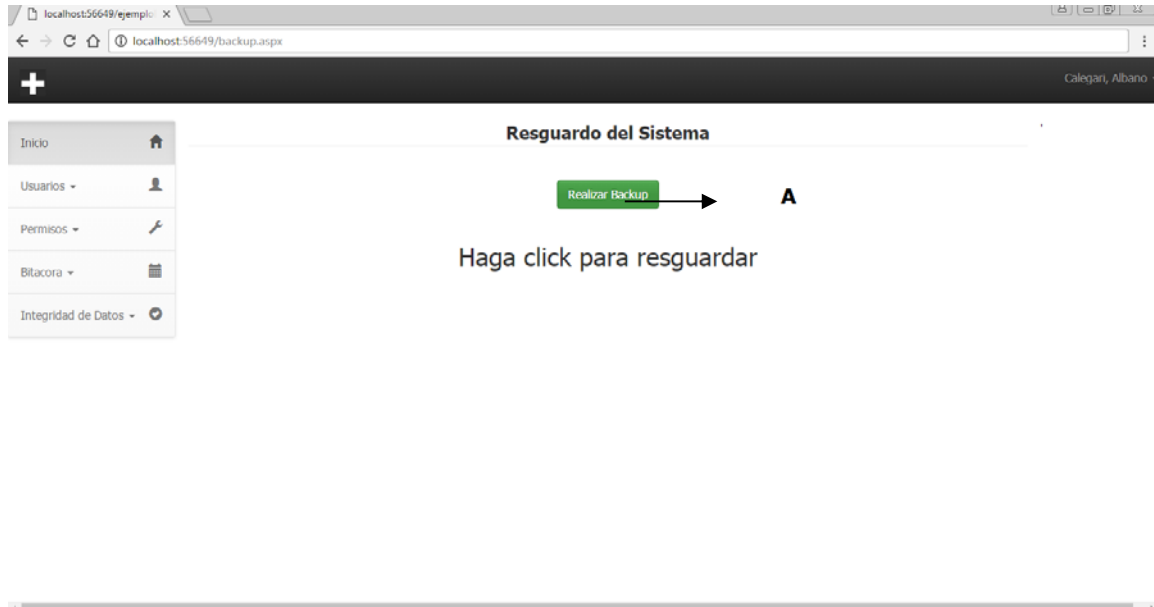 localhost:56649/ejemplo
localhost:56649/backup.aspx
Calegari, Albano
Resguardo del Sistema
Inicio
Usuarios
Permisos
Bitacora
Integridad de Datos
Realizar Backup
A
Haga click para resguardar